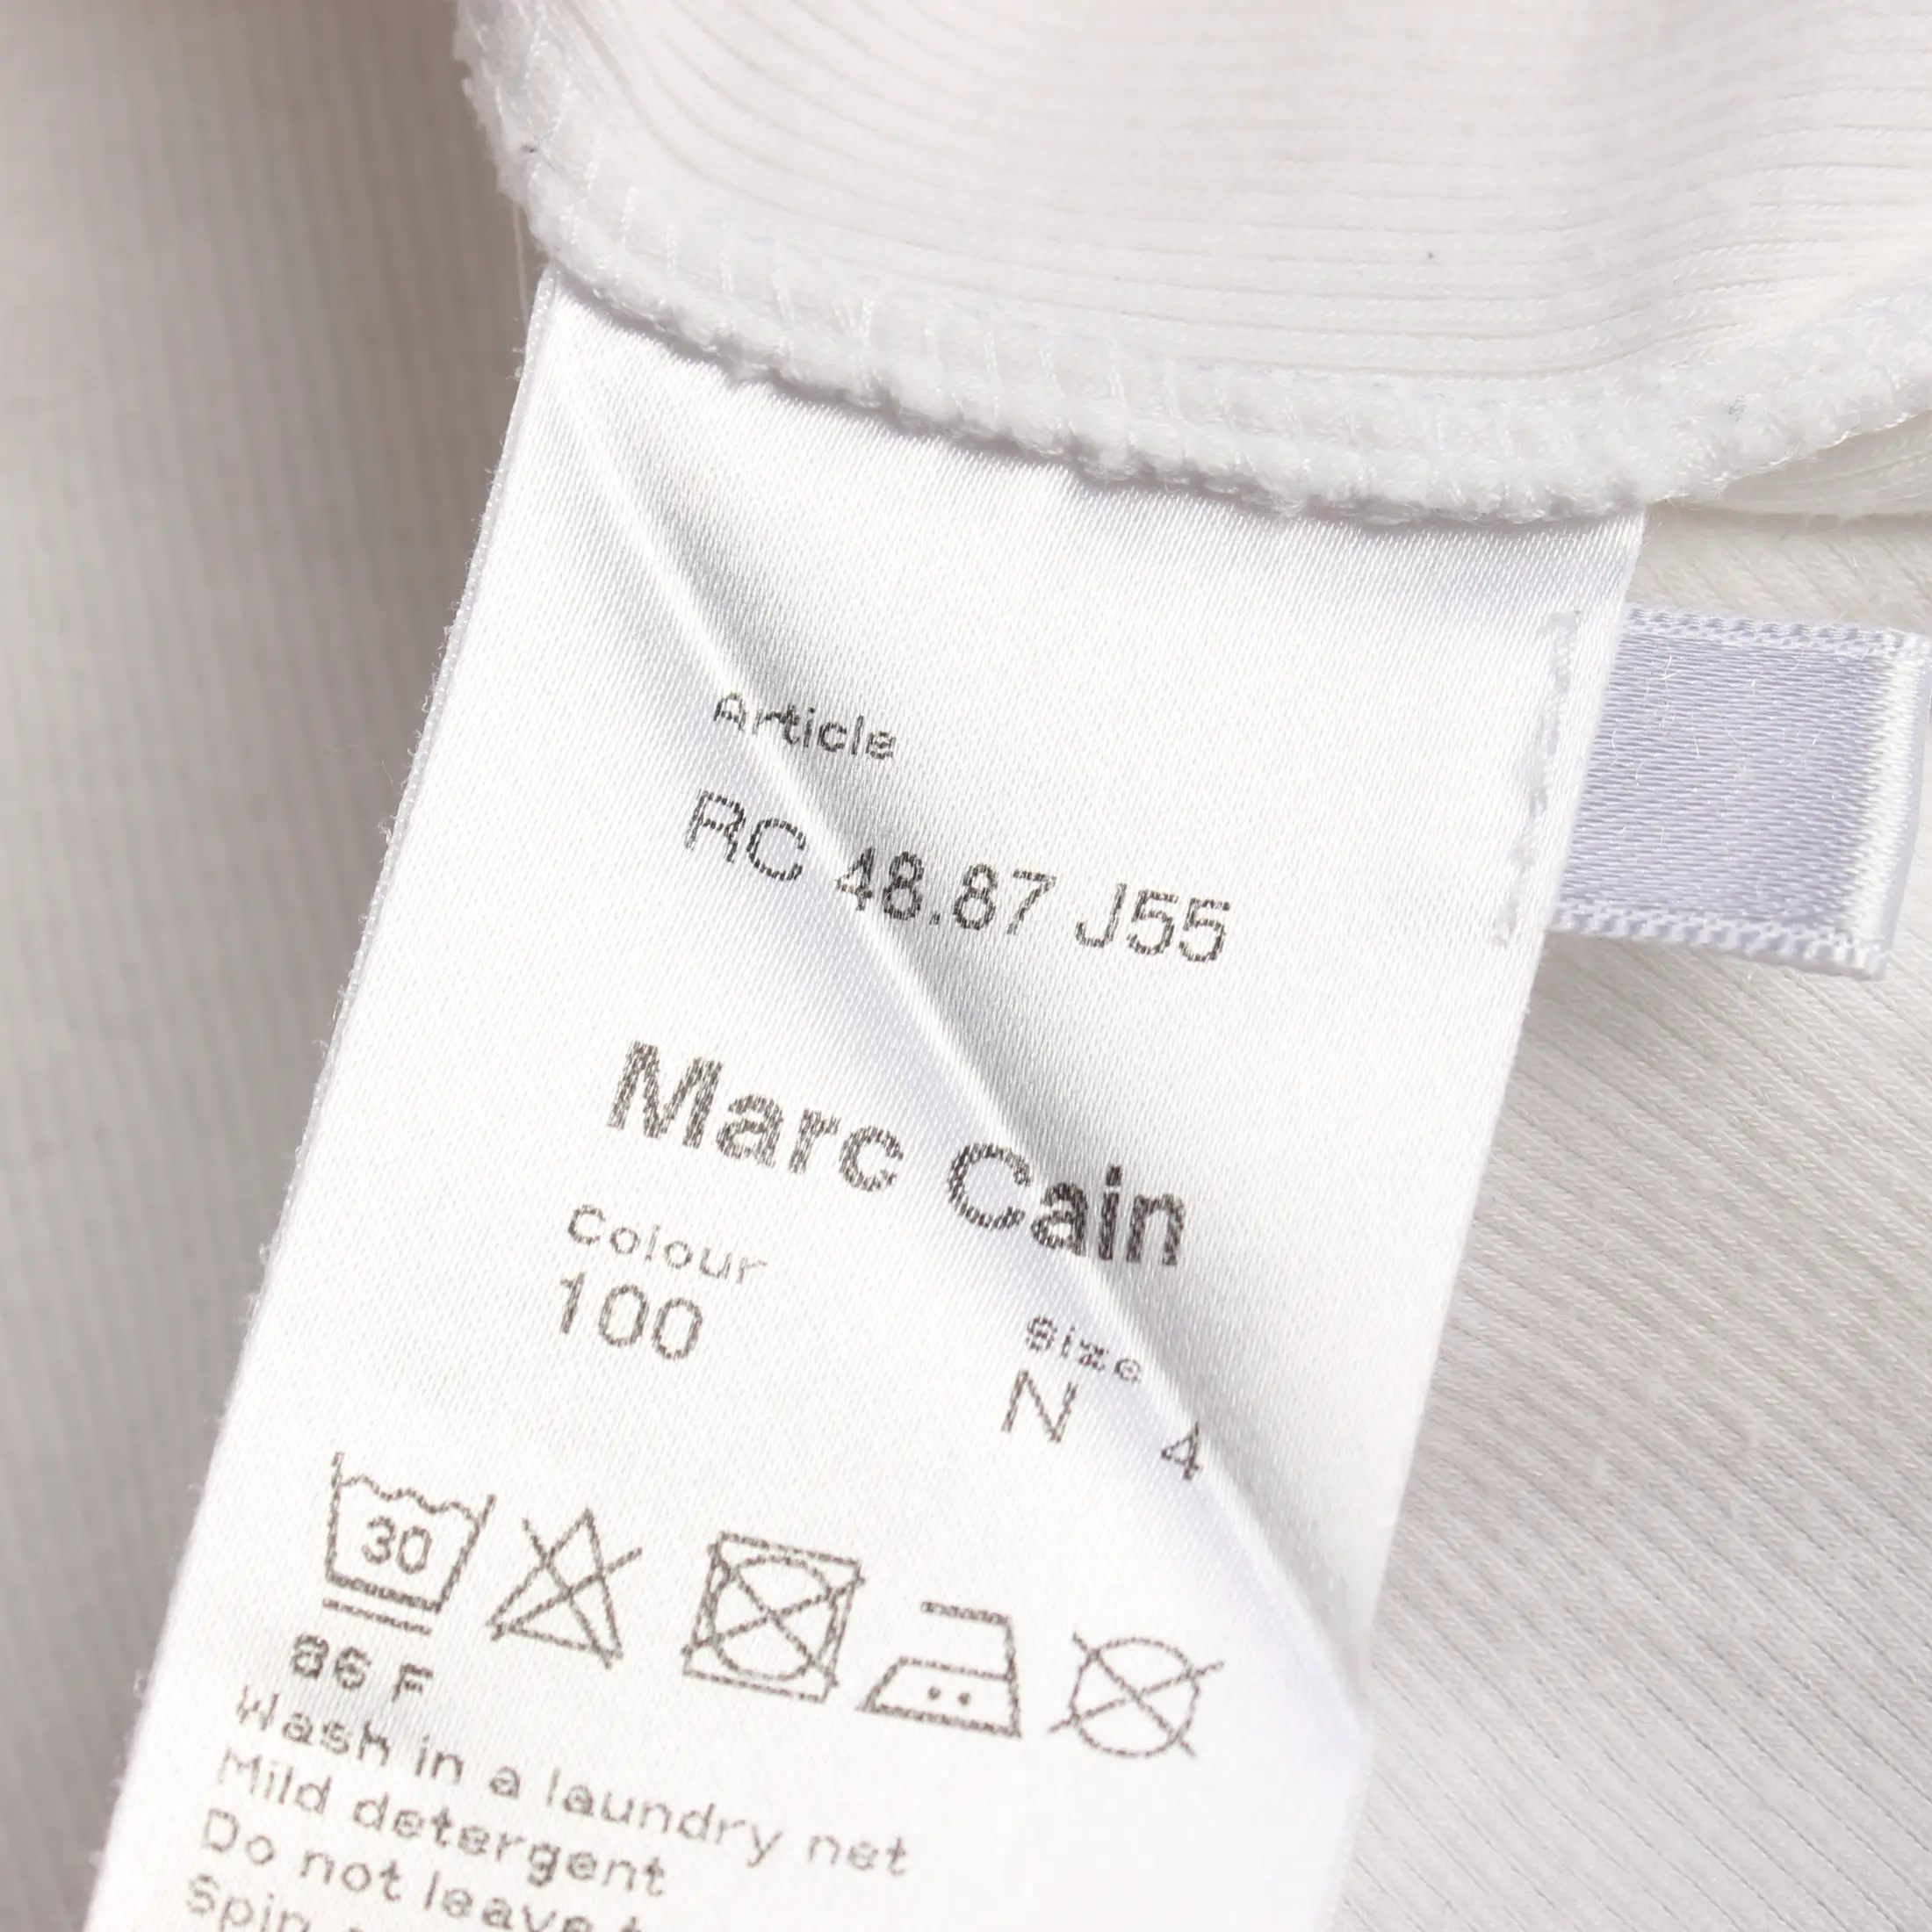 Article
RC 48.87 J55
Marc Cain
Colour
100
Size
N 4
30
86 F
Wash in a laundry net
Mild detergent
Do not leave
Spin